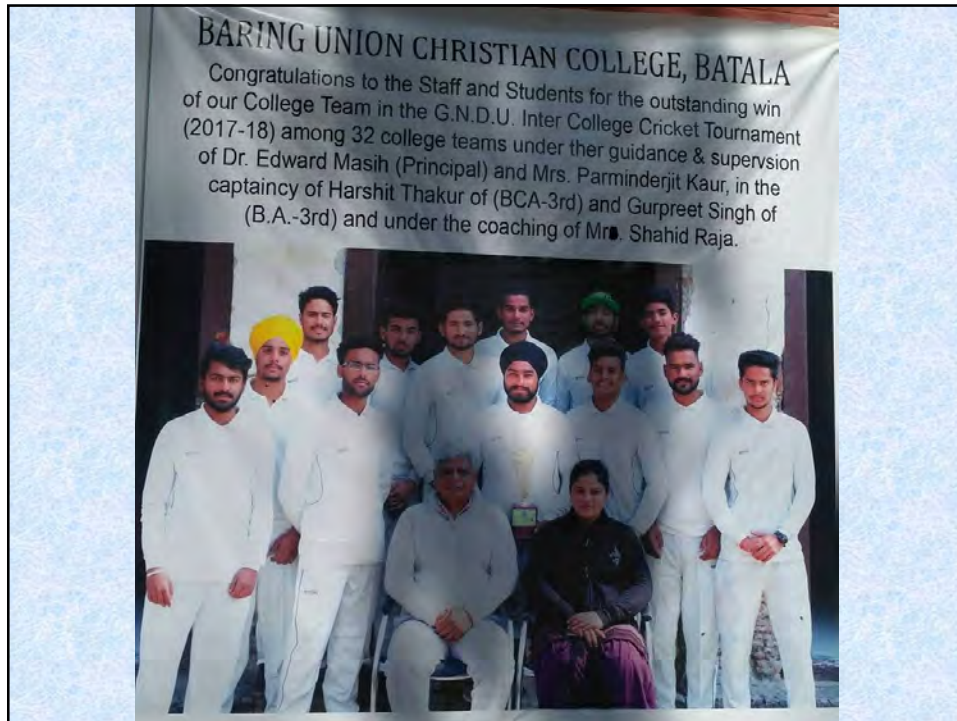 BARING UNION CHRISTIAN COLLEGE, BATALA
Congratulations to the Staff and Students for the outstanding win
of our College Team in the G.N.D.U. Inter College Cricket Tournament
(2017-18) among 32 college teams under ther guidance & supervsion
of Dr. Edward Masih (Principal) and Mrs. Parminderjit Kaur, in the
captaincy of Harshit Thakur of (BCA-3rd) and Gurpreet Singh of
(B.A.-3rd) and under the coaching of Mr. Shahid Raja.